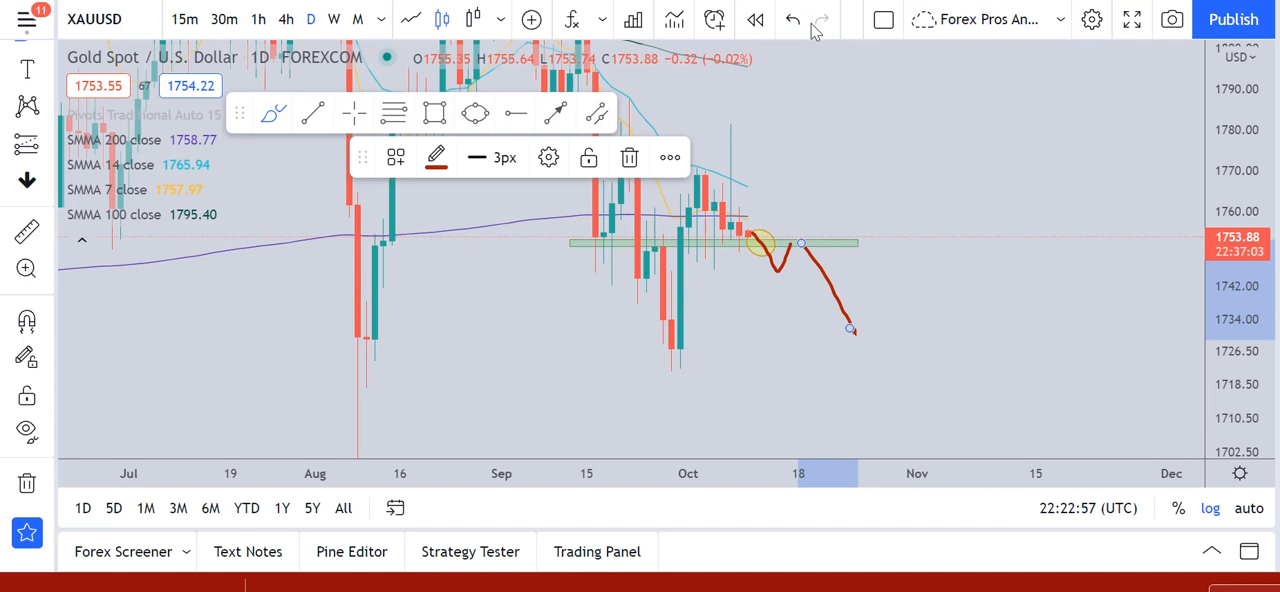 11
XAUUSD 15m 30m 1h 4h D W M Forex Pros An... Publish
Gold Spot / U.S. Dollar 1D FOREXCOM O1755.35 H1755.64 L1753.74 C1753.88 −0.32 (−0.02%)
USD
1753.55 67 1754.22
1790.00
Pivots Traditional Auto 15
1780.00
SMMA 200 close 1758.77
3px
SMMA 14 close 1765.94
1770.00
SMMA 7 close 1757.97
SMMA 100 close 1795.40
1760.00
1753.88
22:37:03
1742.00
1734.00
1726.50
1718.50
1710.50
1702.50
Jul 19 Aug 16 Sep 15 Oct 18 Nov 15 Dec
1D 5D 1M 3M 6M YTD 1Y 5Y All 22:22:57 (UTC) % log auto
Forex Screener Text Notes Pine Editor Strategy Tester Trading Panel